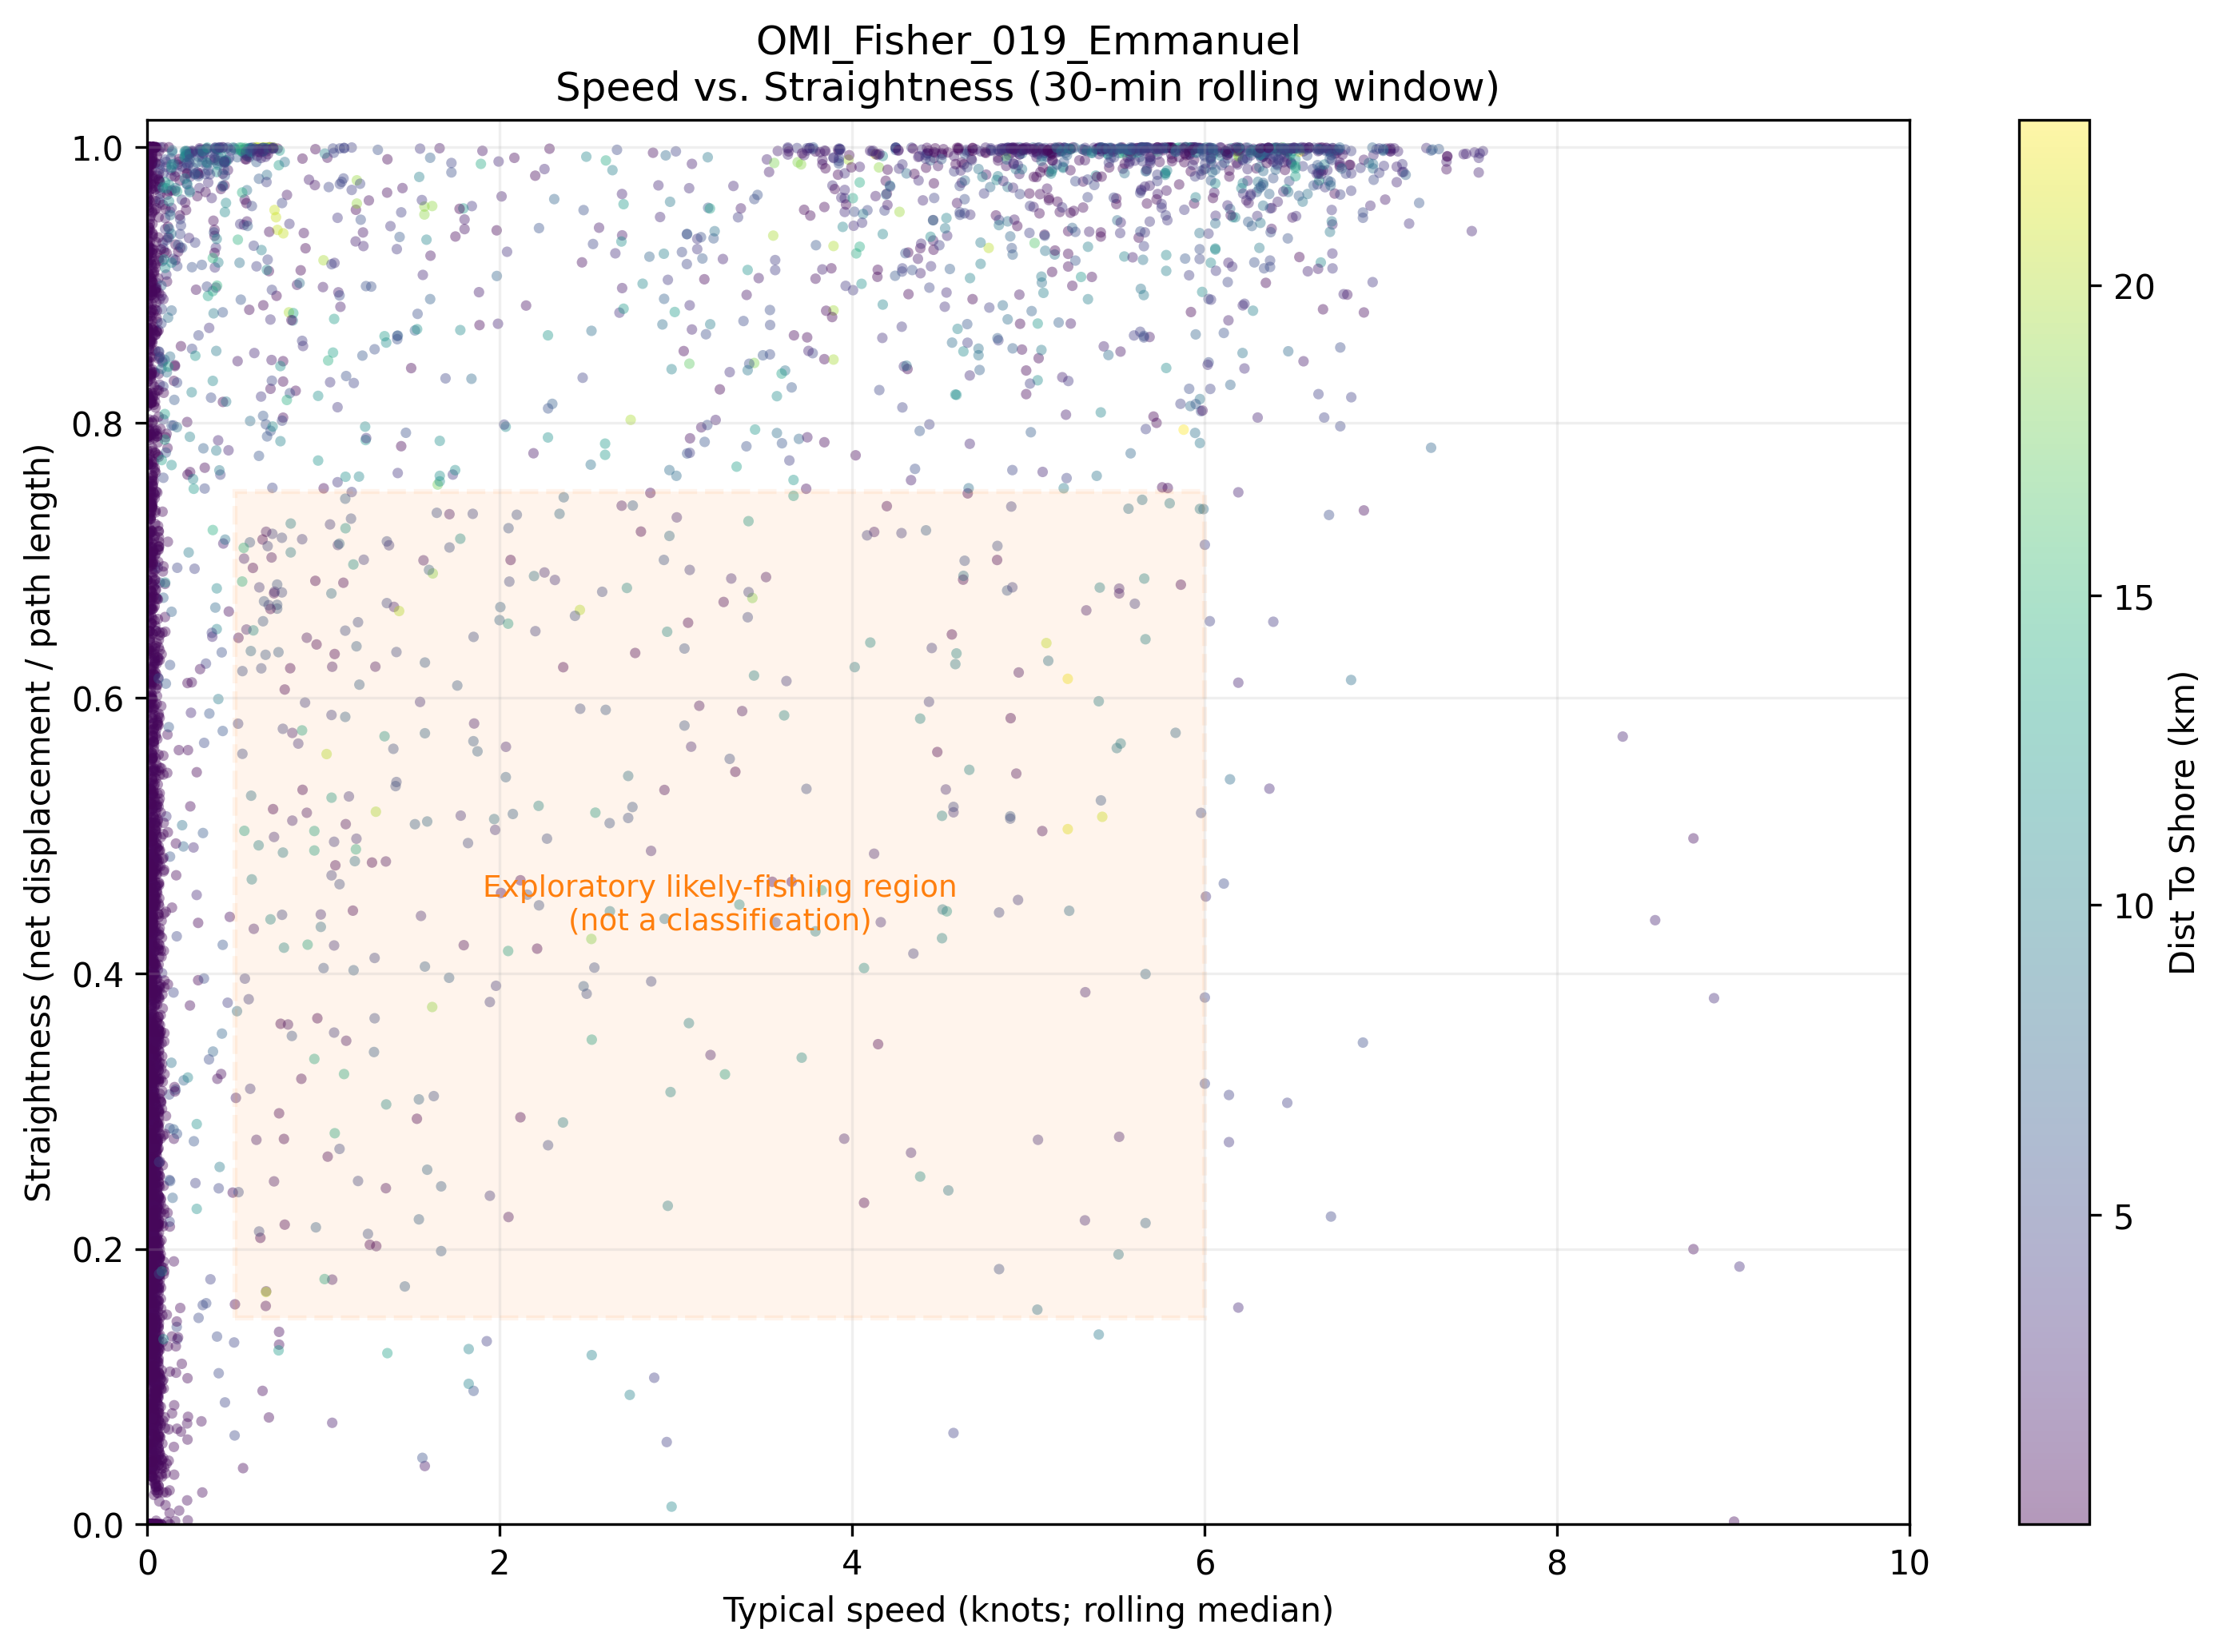 OMI_Fisher_019_Emmanuel
Speed vs. Straightness (30-min rolling window)
1.0
0.8
0.6
0.4
0.2
0.0
Straightness (net displacement / path length)
Exploratory likely-fishing region
(not a classification)
0
2
4
6
8
10
Typical speed (knots; rolling median)
20
15
10
5
Dist To Shore (km)